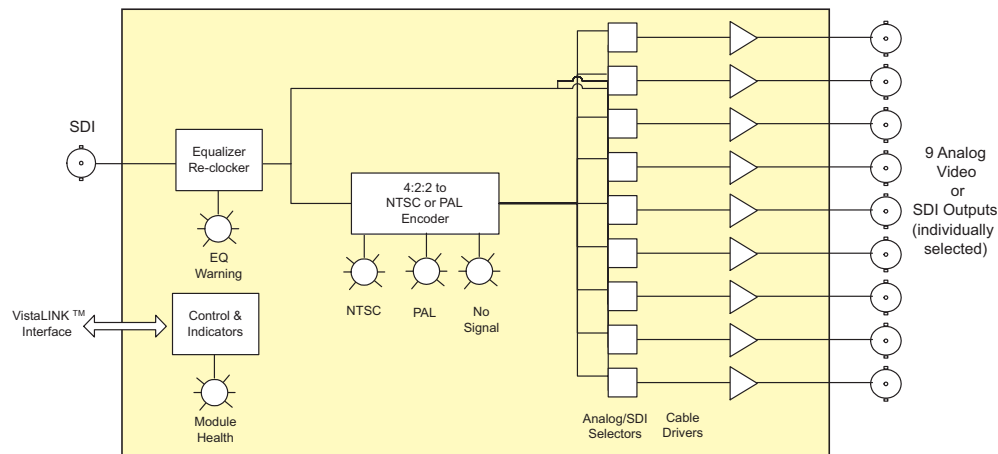 SDI
Equalizer
Re-clocker
EQ
Warning
4:2:2 to
NTSC or PAL
Encoder
NTSC
PAL
No
Signal
VistaLINK ™
Interface
Control &
Indicators
Module
Health
Analog/SDI
Selectors
Cable
Drivers
9 Analog
Video
or
SDI Outputs
(individually
selected)